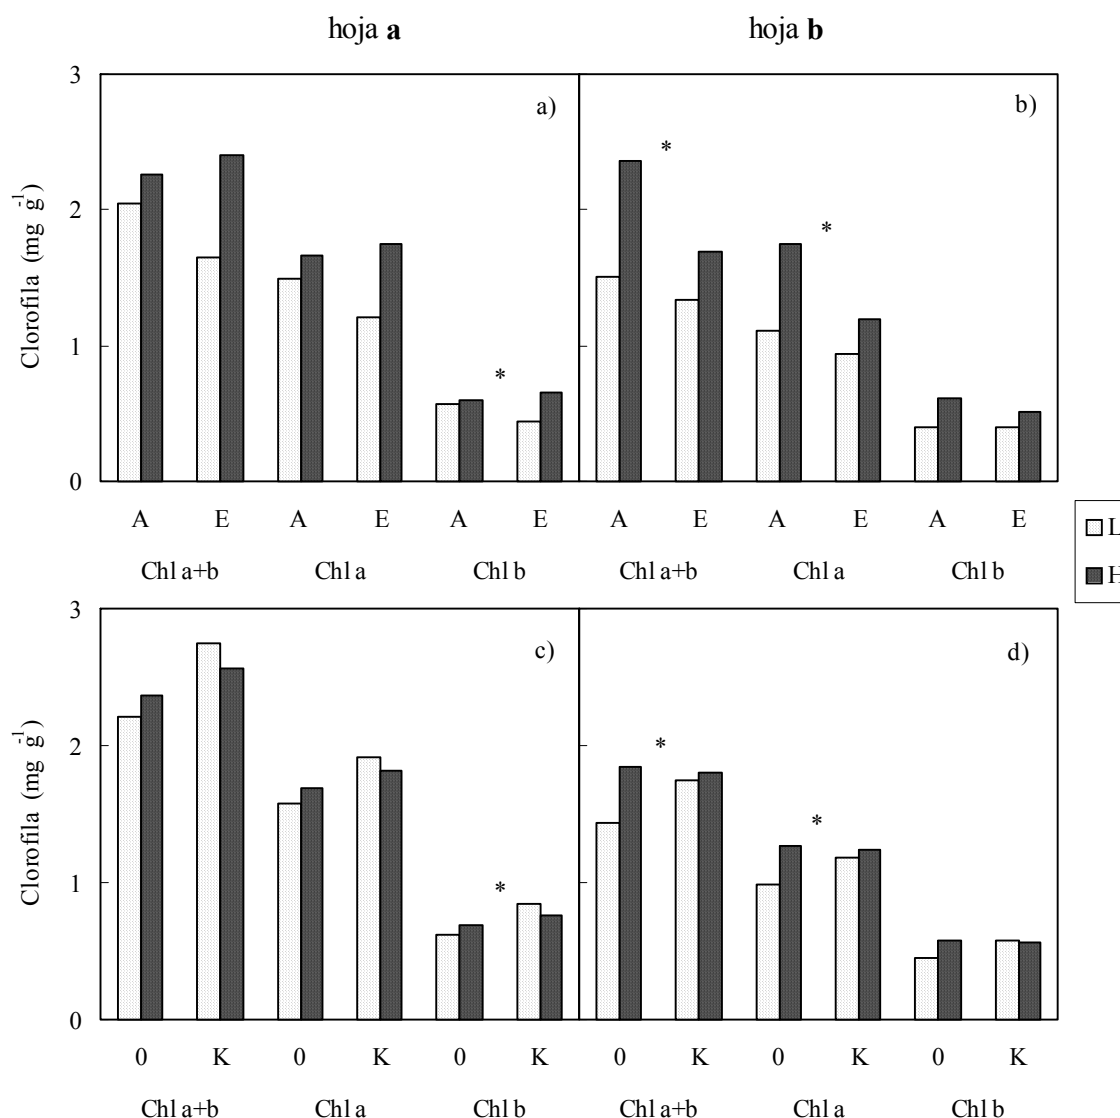 hoja a hoja b
3 a) b)
* *
2
* *
1
0
Clorofila (mg g-1)
A E A E A E A E A E A E
Chl a+b Chl a Chl b Chl a+b Chl a Chl b
L
H
3 c) d)
2 *
*
1 *
0
Clorofila (mg g-1)
0 K 0 K 0 K 0 K 0 K 0 K
Chl a+b Chl a Chl b Chl a+b Chl a Chl b